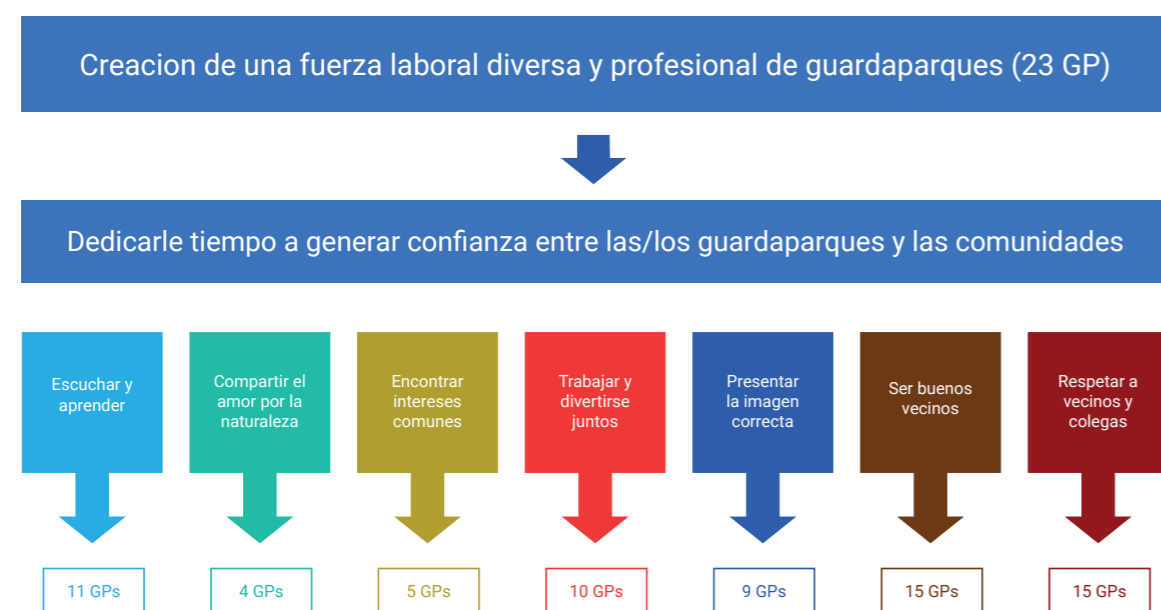 Creacion de una fuerza laboral diversa y profesional de guardaparques (23 GP)
Dedicarle tiempo a generar confianza entre las/los guardaparques y las comunidades
Escuchar y
aprender
Compartir el
amor por la
naturaleza
Encontrar
intereses
comunes
Trabajar y
divertirse
juntos
Presentar
la imagen
correcta
Ser buenos
vecinos
Respetar a
vecinos y
colegas
11 GPs
4 GPs
5 GPs
10 GPs
9 GPs
15 GPs
15 GPs